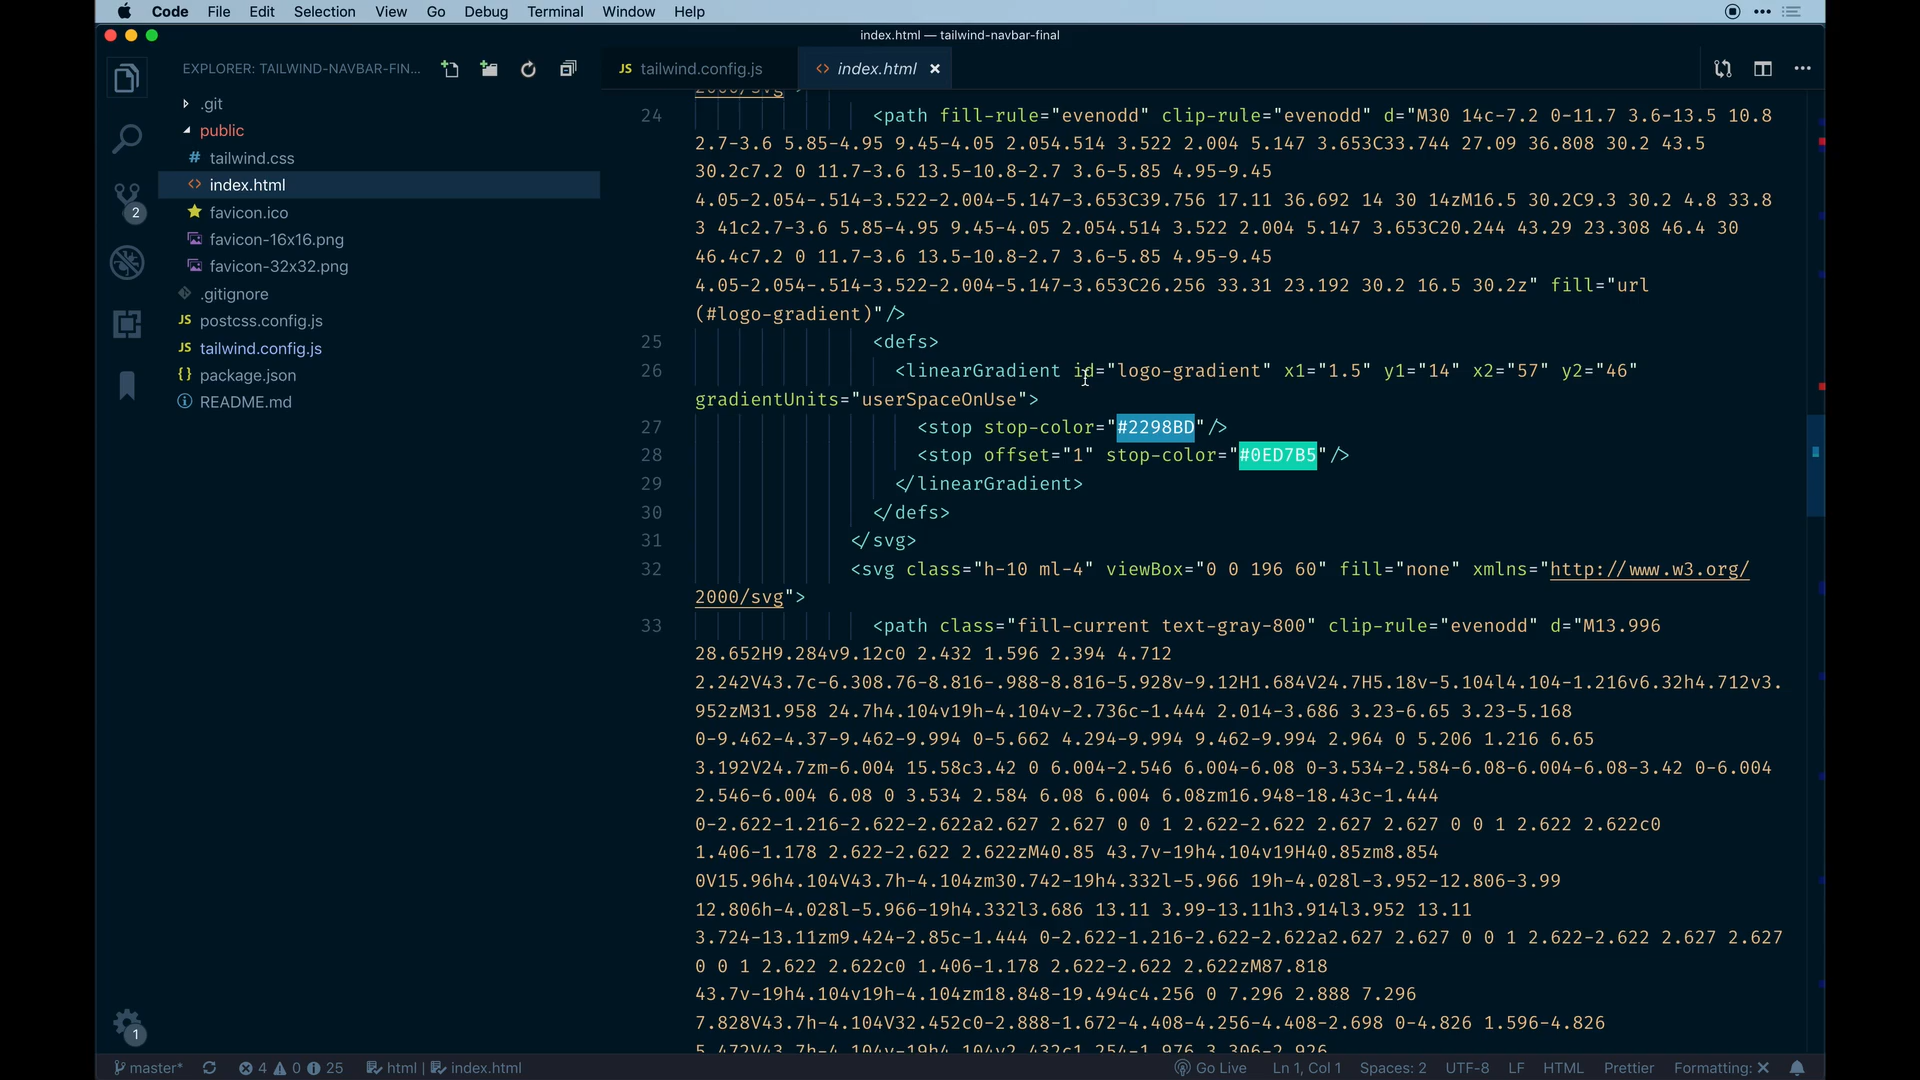 Code File Edit Selection View Go Debug Terminal Window Help
index.html — tailwind-navbar-final
EXPLORER: TAILWIND-NAVBAR-FIN...
JS tailwind.config.js
<> index.html ×
.git
public
# tailwind.css
<> index.html
favicon.ico
favicon-16x16.png
favicon-32x32.png
.gitignore
JS postcss.config.js
JS tailwind.config.js
{} package.json
README.md
2
1
2000/svg">
24 <path fill-rule="evenodd" clip-rule="evenodd" d="M30 14c-7.2 0-11.7 3.6-13.5 10.8
2.7-3.6 5.85-4.95 9.45-4.05 2.054.514 3.522 2.004 5.147 3.653C33.744 27.09 36.808 30.2 43.5
30.2c7.2 0 11.7-3.6 13.5-10.8-2.7 3.6-5.85 4.95-9.45
4.05-2.054-.514-3.522-2.004-5.147-3.653C39.756 17.11 36.692 14 30 14zM16.5 30.2C9.3 30.2 4.8 33.8
3 41c2.7-3.6 5.85-4.95 9.45-4.05 2.054.514 3.522 2.004 5.147 3.653C20.244 43.29 23.308 46.4 30
46.4c7.2 0 11.7-3.6 13.5-10.8-2.7 3.6-5.85 4.95-9.45
4.05-2.054-.514-3.522-2.004-5.147-3.653C26.256 33.31 23.192 30.2 16.5 30.2z" fill="url
(#logo-gradient)"/>
25 <defs>
26 <linearGradient id="logo-gradient" x1="1.5" y1="14" x2="57" y2="46"
gradientUnits="userSpaceOnUse">
27 <stop stop-color="#2298BD"/>
28 <stop offset="1" stop-color="#0ED7B5"/>
29 </linearGradient>
30 </defs>
31 </svg>
32 <svg class="h-10 ml-4" viewBox="0 0 196 60" fill="none" xmlns="http://www.w3.org/
2000/svg">
33 <path class="fill-current text-gray-800" clip-rule="evenodd" d="M13.996
28.652H9.284v9.12c0 2.432 1.596 2.394 4.712
2.242V43.7c-6.308.76-8.816-.988-8.816-5.928v-9.12H1.684V24.7H5.18v-5.104l4.104-1.216v6.32h4.712v3.
952zM31.958 24.7h4.104v19h-4.104v-2.736c-1.444 2.014-3.686 3.23-6.65 3.23-5.168
0-9.462-4.37-9.462-9.994 0-5.662 4.294-9.994 9.462-9.994 2.964 0 5.206 1.216 6.65
3.192V24.7zm-6.004 15.58c3.42 0 6.004-2.546 6.004-6.08 0-3.534-2.584-6.08-6.004-6.08-3.42 0-6.004
2.546-6.004 6.08 0 3.534 2.584 6.08 6.004 6.08zm16.948-18.43c-1.444
0-2.622-1.216-2.622-2.622a2.627 2.627 0 0 1 2.622-2.622 2.627 2.627 0 0 1 2.622 2.622c0
1.406-1.178 2.622-2.622 2.622zM40.85 43.7v-19h4.104v19H40.85zm8.854
0V15.96h4.104V43.7h-4.104zm30.742-19h4.332l-5.966 19h-4.028l-3.952-12.806-3.99
12.806h-4.028l-5.966-19h4.332l3.686 13.11 3.99-13.11h3.914l3.952 13.11
3.724-13.11zm9.424-2.85c-1.444 0-2.622-1.216-2.622-2.622a2.627 2.627 0 0 1 2.622-2.622 2.627 2.627
0 0 1 2.622 2.622c0 1.406-1.178 2.622-2.622 2.622zM87.818
43.7v-19h4.104v19h-4.104zm18.848-19.494c4.256 0 7.296 2.888 7.296
7.828V43.7h-4.104V32.452c0-2.888-1.672-4.408-4.256-4.408-2.698 0-4.826 1.596-4.826
5.472V43.7h-4.104v-19h4.104v2.432c1.254-1.976 3.306-2.926
master* 4 0 25 html index.html
Go Live Ln 1, Col 1 Spaces: 2 UTF-8 LF HTML Prettier Formatting: ×